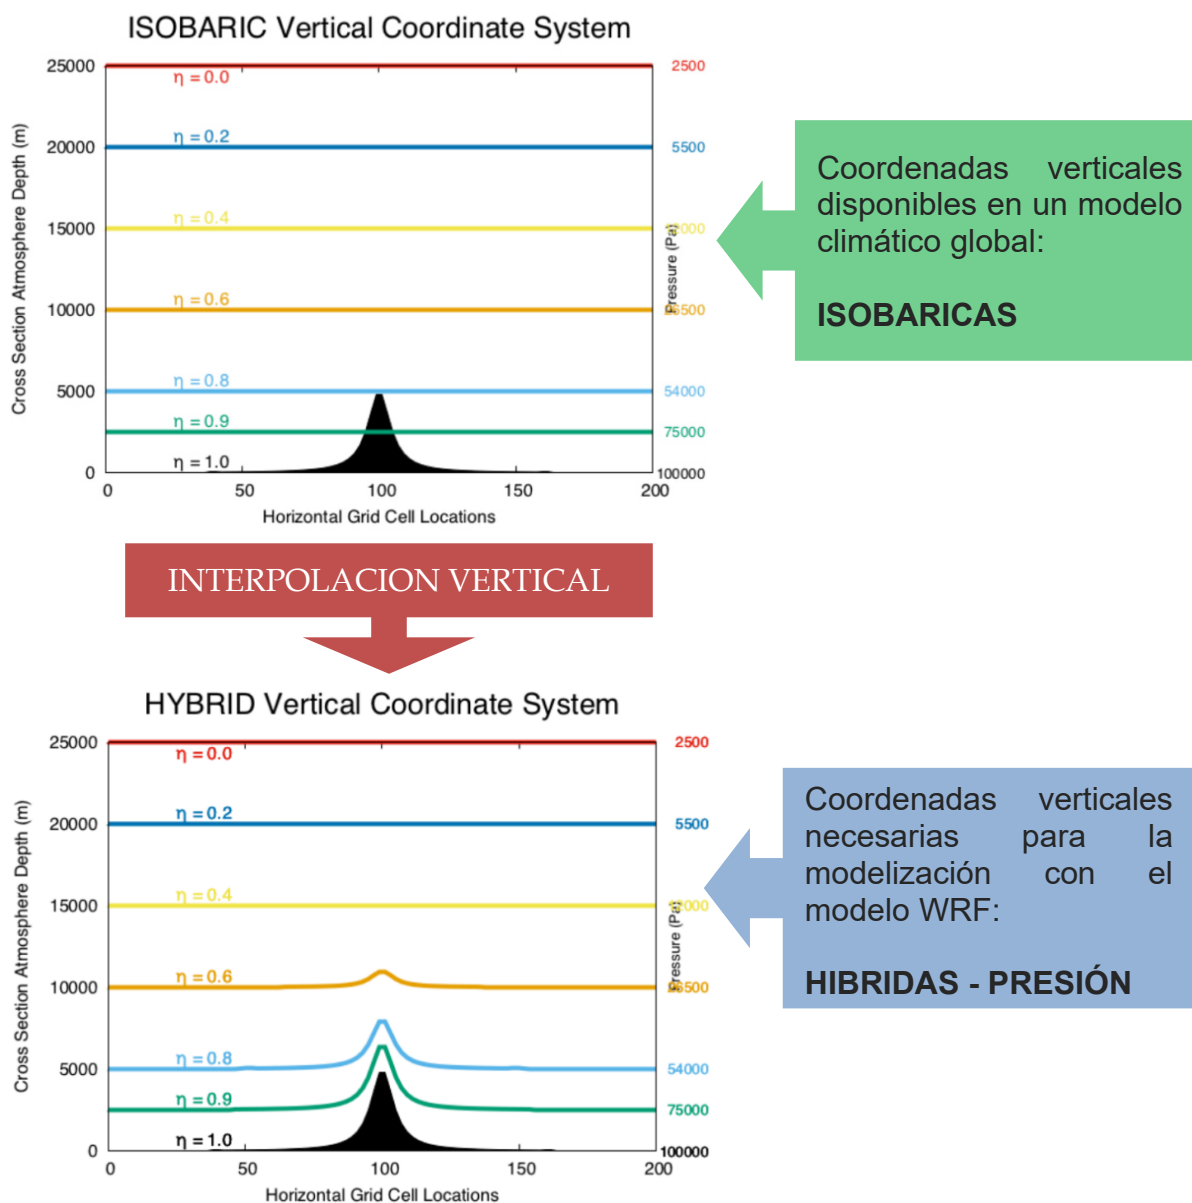 ISOBARIC Vertical Coordinate System
25000
20000
15000
10000
5000
0
Cross Section Atmosphere Depth (m)
η = 0.0
η = 0.2
η = 0.4
η = 0.6
η = 0.8
η = 0.9
η = 1.0
2500
5500
54000
75000
100000
Pressure (Pa)
0 50 100 150 200
Horizontal Grid Cell Locations
Coordenadas verticales
disponibles en un modelo
climático global:
ISOBARICAS
INTERPOLACION VERTICAL
HYBRID Vertical Coordinate System
25000
20000
15000
10000
5000
0
Cross Section Atmosphere Depth (m)
η = 0.0
η = 0.2
η = 0.4
η = 0.6
η = 0.8
η = 0.9
η = 1.0
2500
5500
54000
75000
100000
Pressure (Pa)
0 50 100 150 200
Horizontal Grid Cell Locations
Coordenadas verticales
necesarias para la
modelización con el
modelo WRF:
HIBRIDAS - PRESIÓN